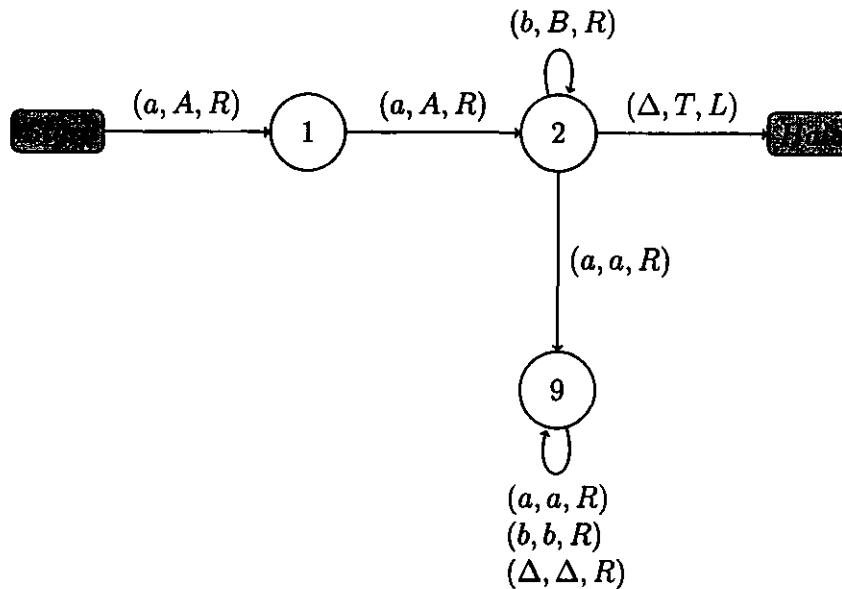 (b, B, R)
(a, A, R) (a, A, R) (Δ, T, L)
1 2
(a, a, R)
9
(a, a, R)
(b, b, R)
(Δ, Δ, R)